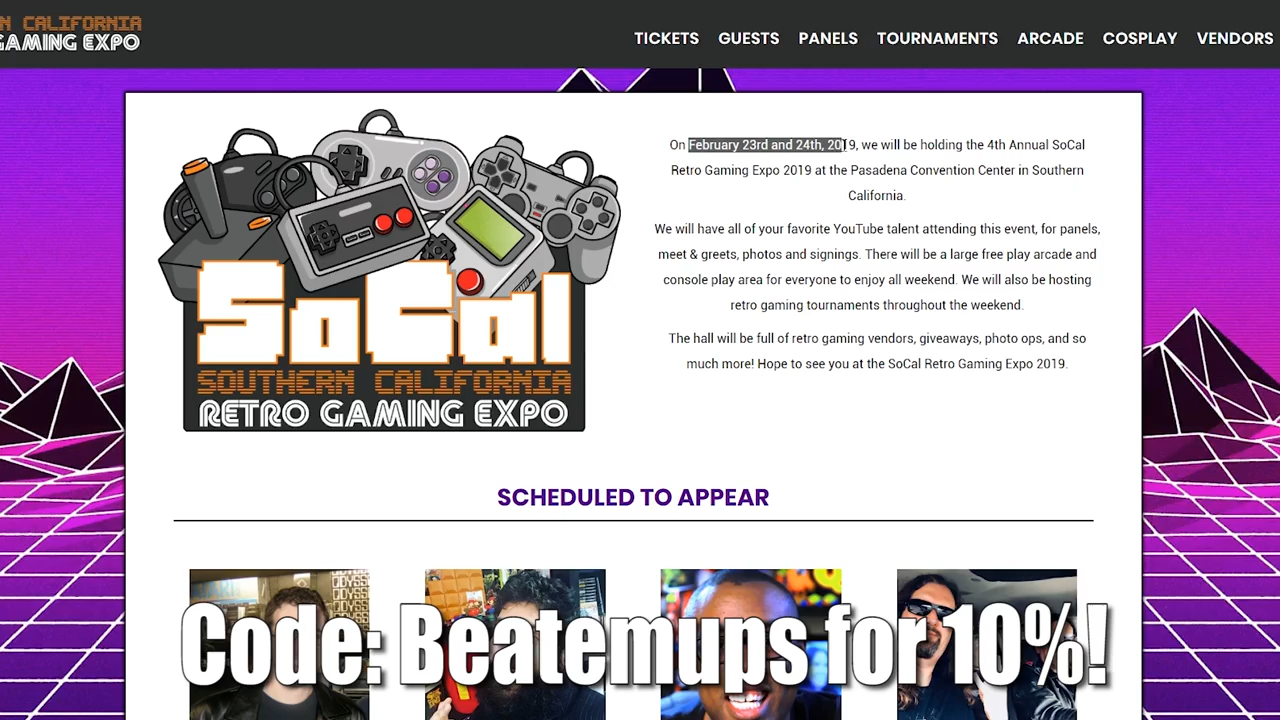 N CALIFORNIA
GAMING EXPO
TICKETS GUESTS PANELS TOURNAMENTS ARCADE COSPLAY VENDORS
On February 23rd and 24th, 2019, we will be holding the 4th Annual SoCal
Retro Gaming Expo 2019 at the Pasadena Convention Center in Southern
California.
We will have all of your favorite YouTube talent attending this event, for panels,
meet & greets, photos and signings. There will be a large free play arcade and
console play area for everyone to enjoy all weekend. We will also be hosting
retro gaming tournaments throughout the weekend.
The hall will be full of retro gaming vendors, giveaways, photo ops, and so
much more! Hope to see you at the SoCal Retro Gaming Expo 2019.
SoCal
SOUTHERN CALIFORNIA
RETRO GAMING EXPO
SCHEDULED TO APPEAR
Code: Beatemups for 10%!